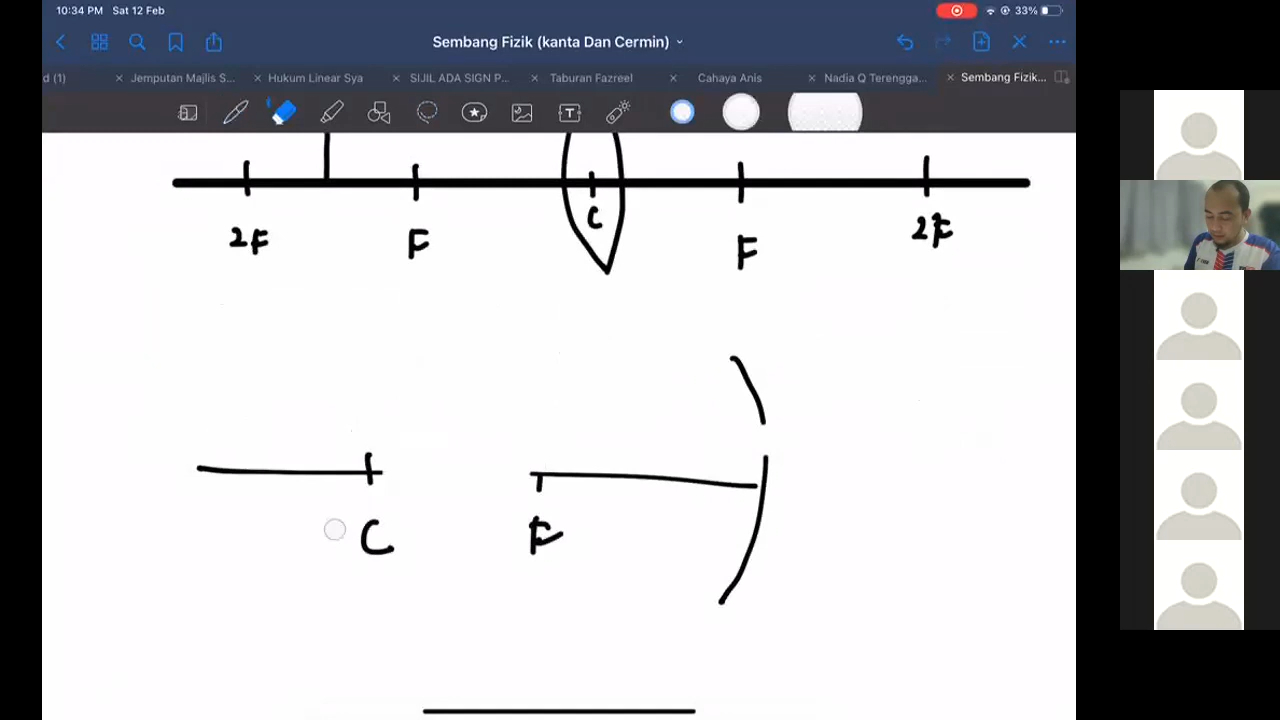 10:34 PM Sat 12 Feb 33%
Sembang Fizik (kanta Dan Cermin)
d (1) Jemputan Majlis S... Hukum Linear Sya SIJIL ADA SIGN P... Taburan Fazreel Cahaya Anis Nadia Q Terengga... Sembang Fizik...
T
2F F C F 2F
C F